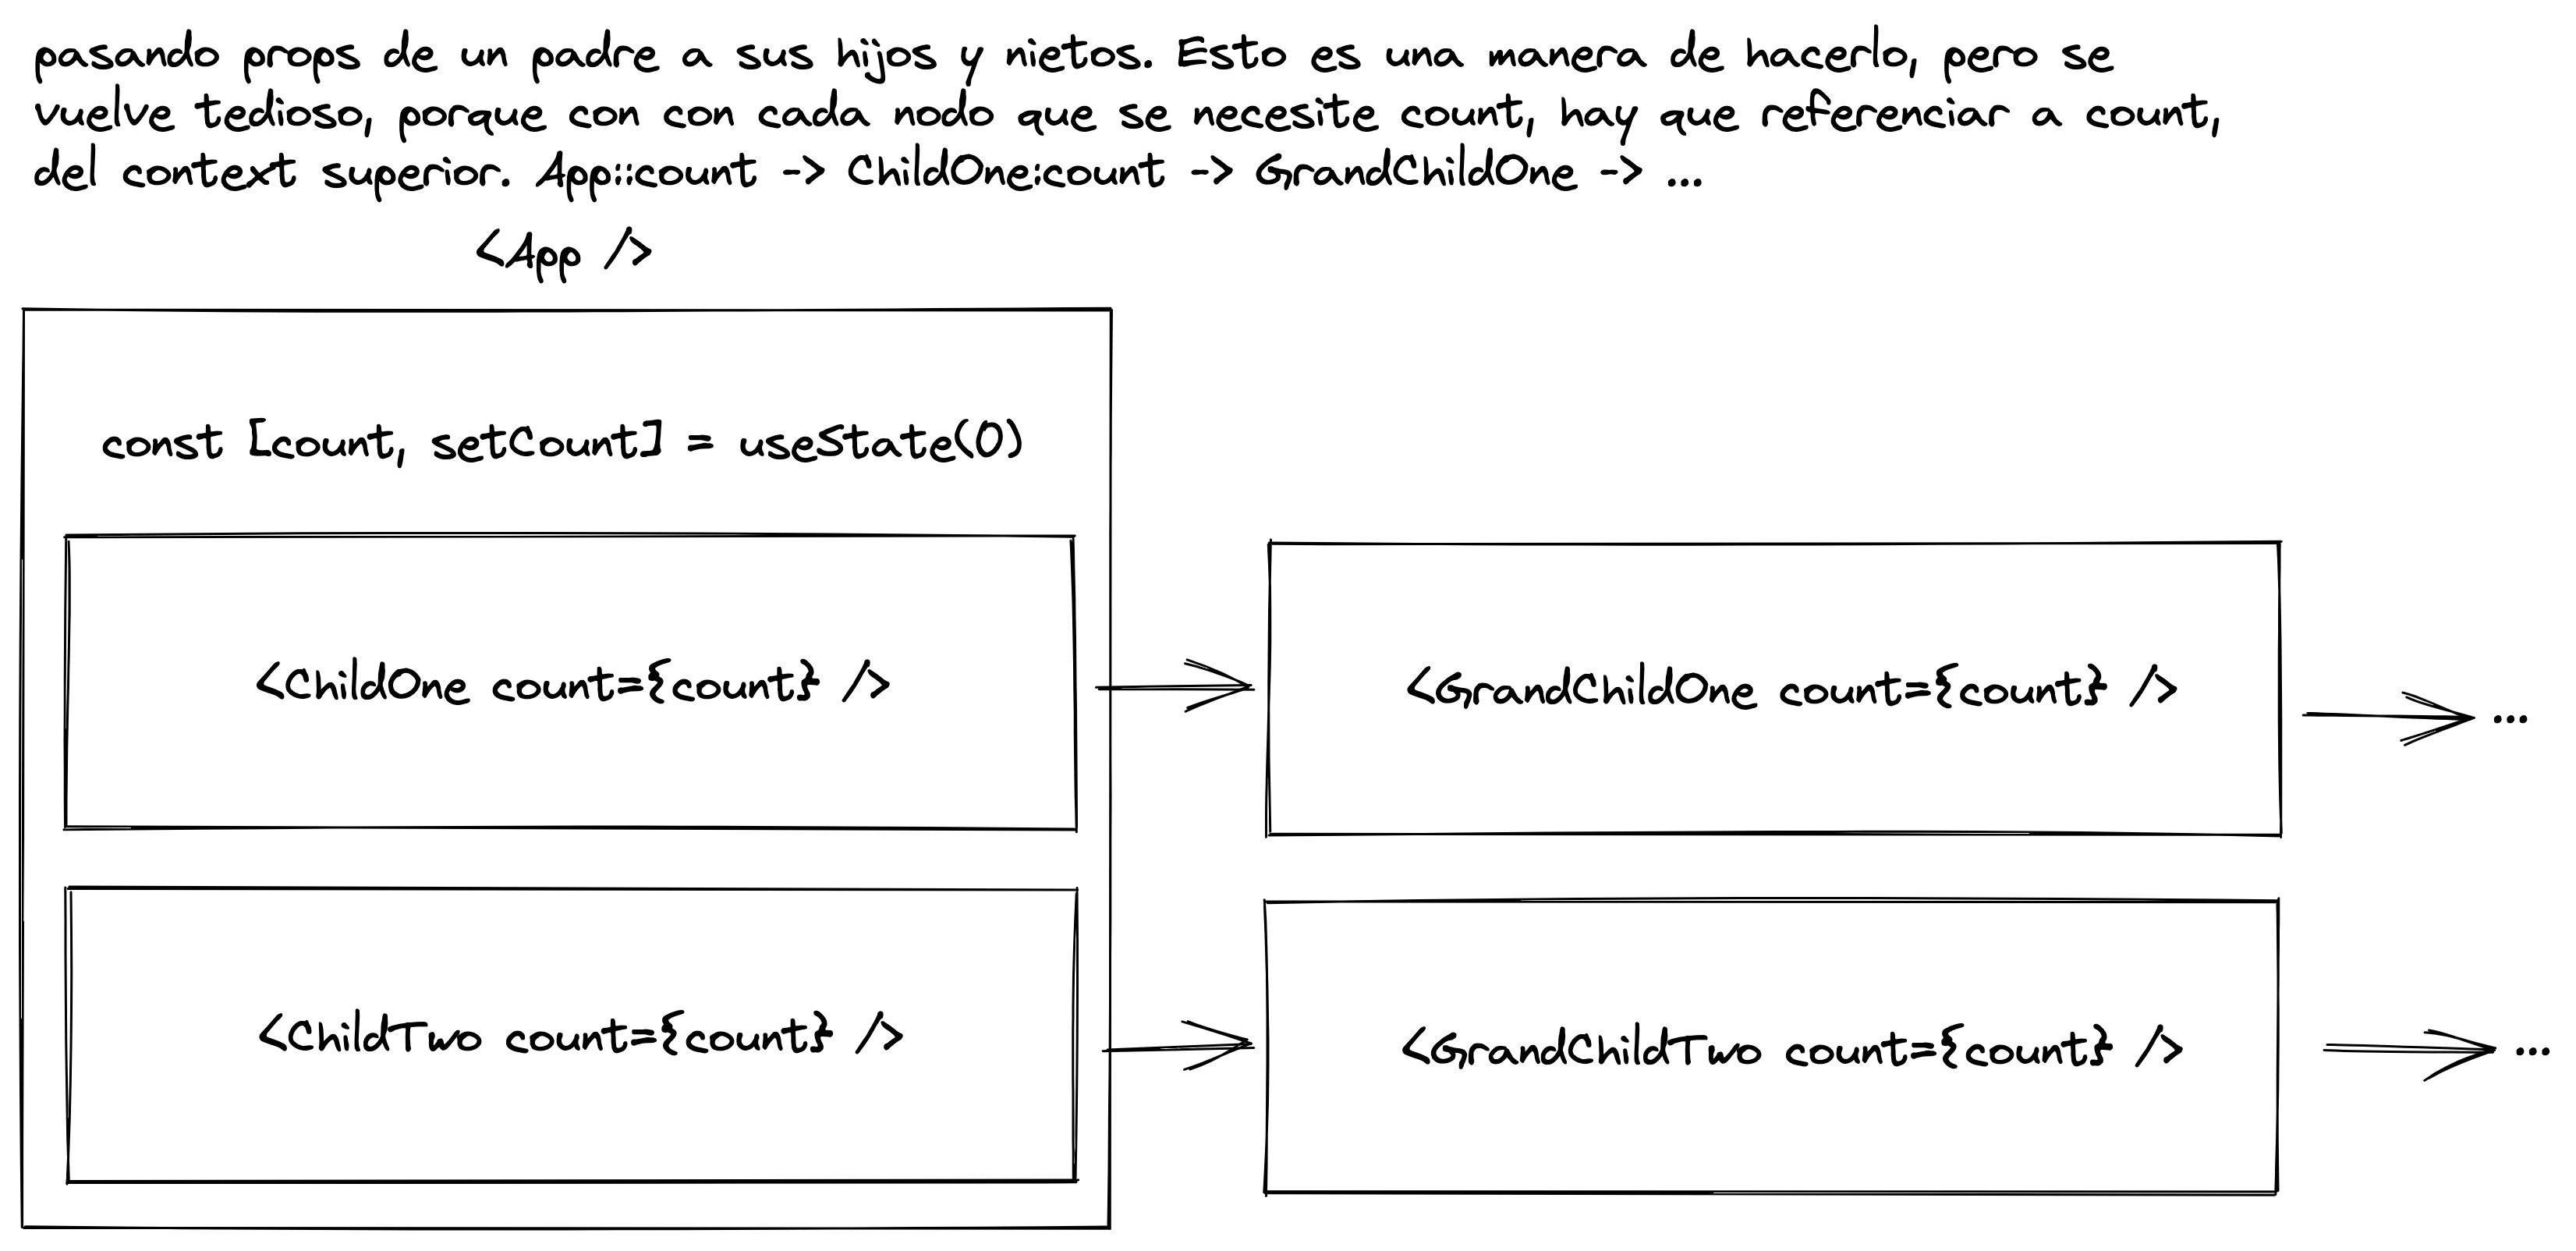 pasando props de un padre a sus hijos y nietos. Esto es una manera de hacerlo, pero se
vuelve tedioso, porque con con cada nodo que se necesite count, hay que referenciar a count,
del context superior. App::count -> ChildOne:count -> GrandChildOne -> ...
<App />
const [count, setCount] = useState(0)
<ChildOne count={count} />
<GrandChildOne count={count} />
...
<ChildTwo count={count} />
<GrandChildTwo count={count} />
...